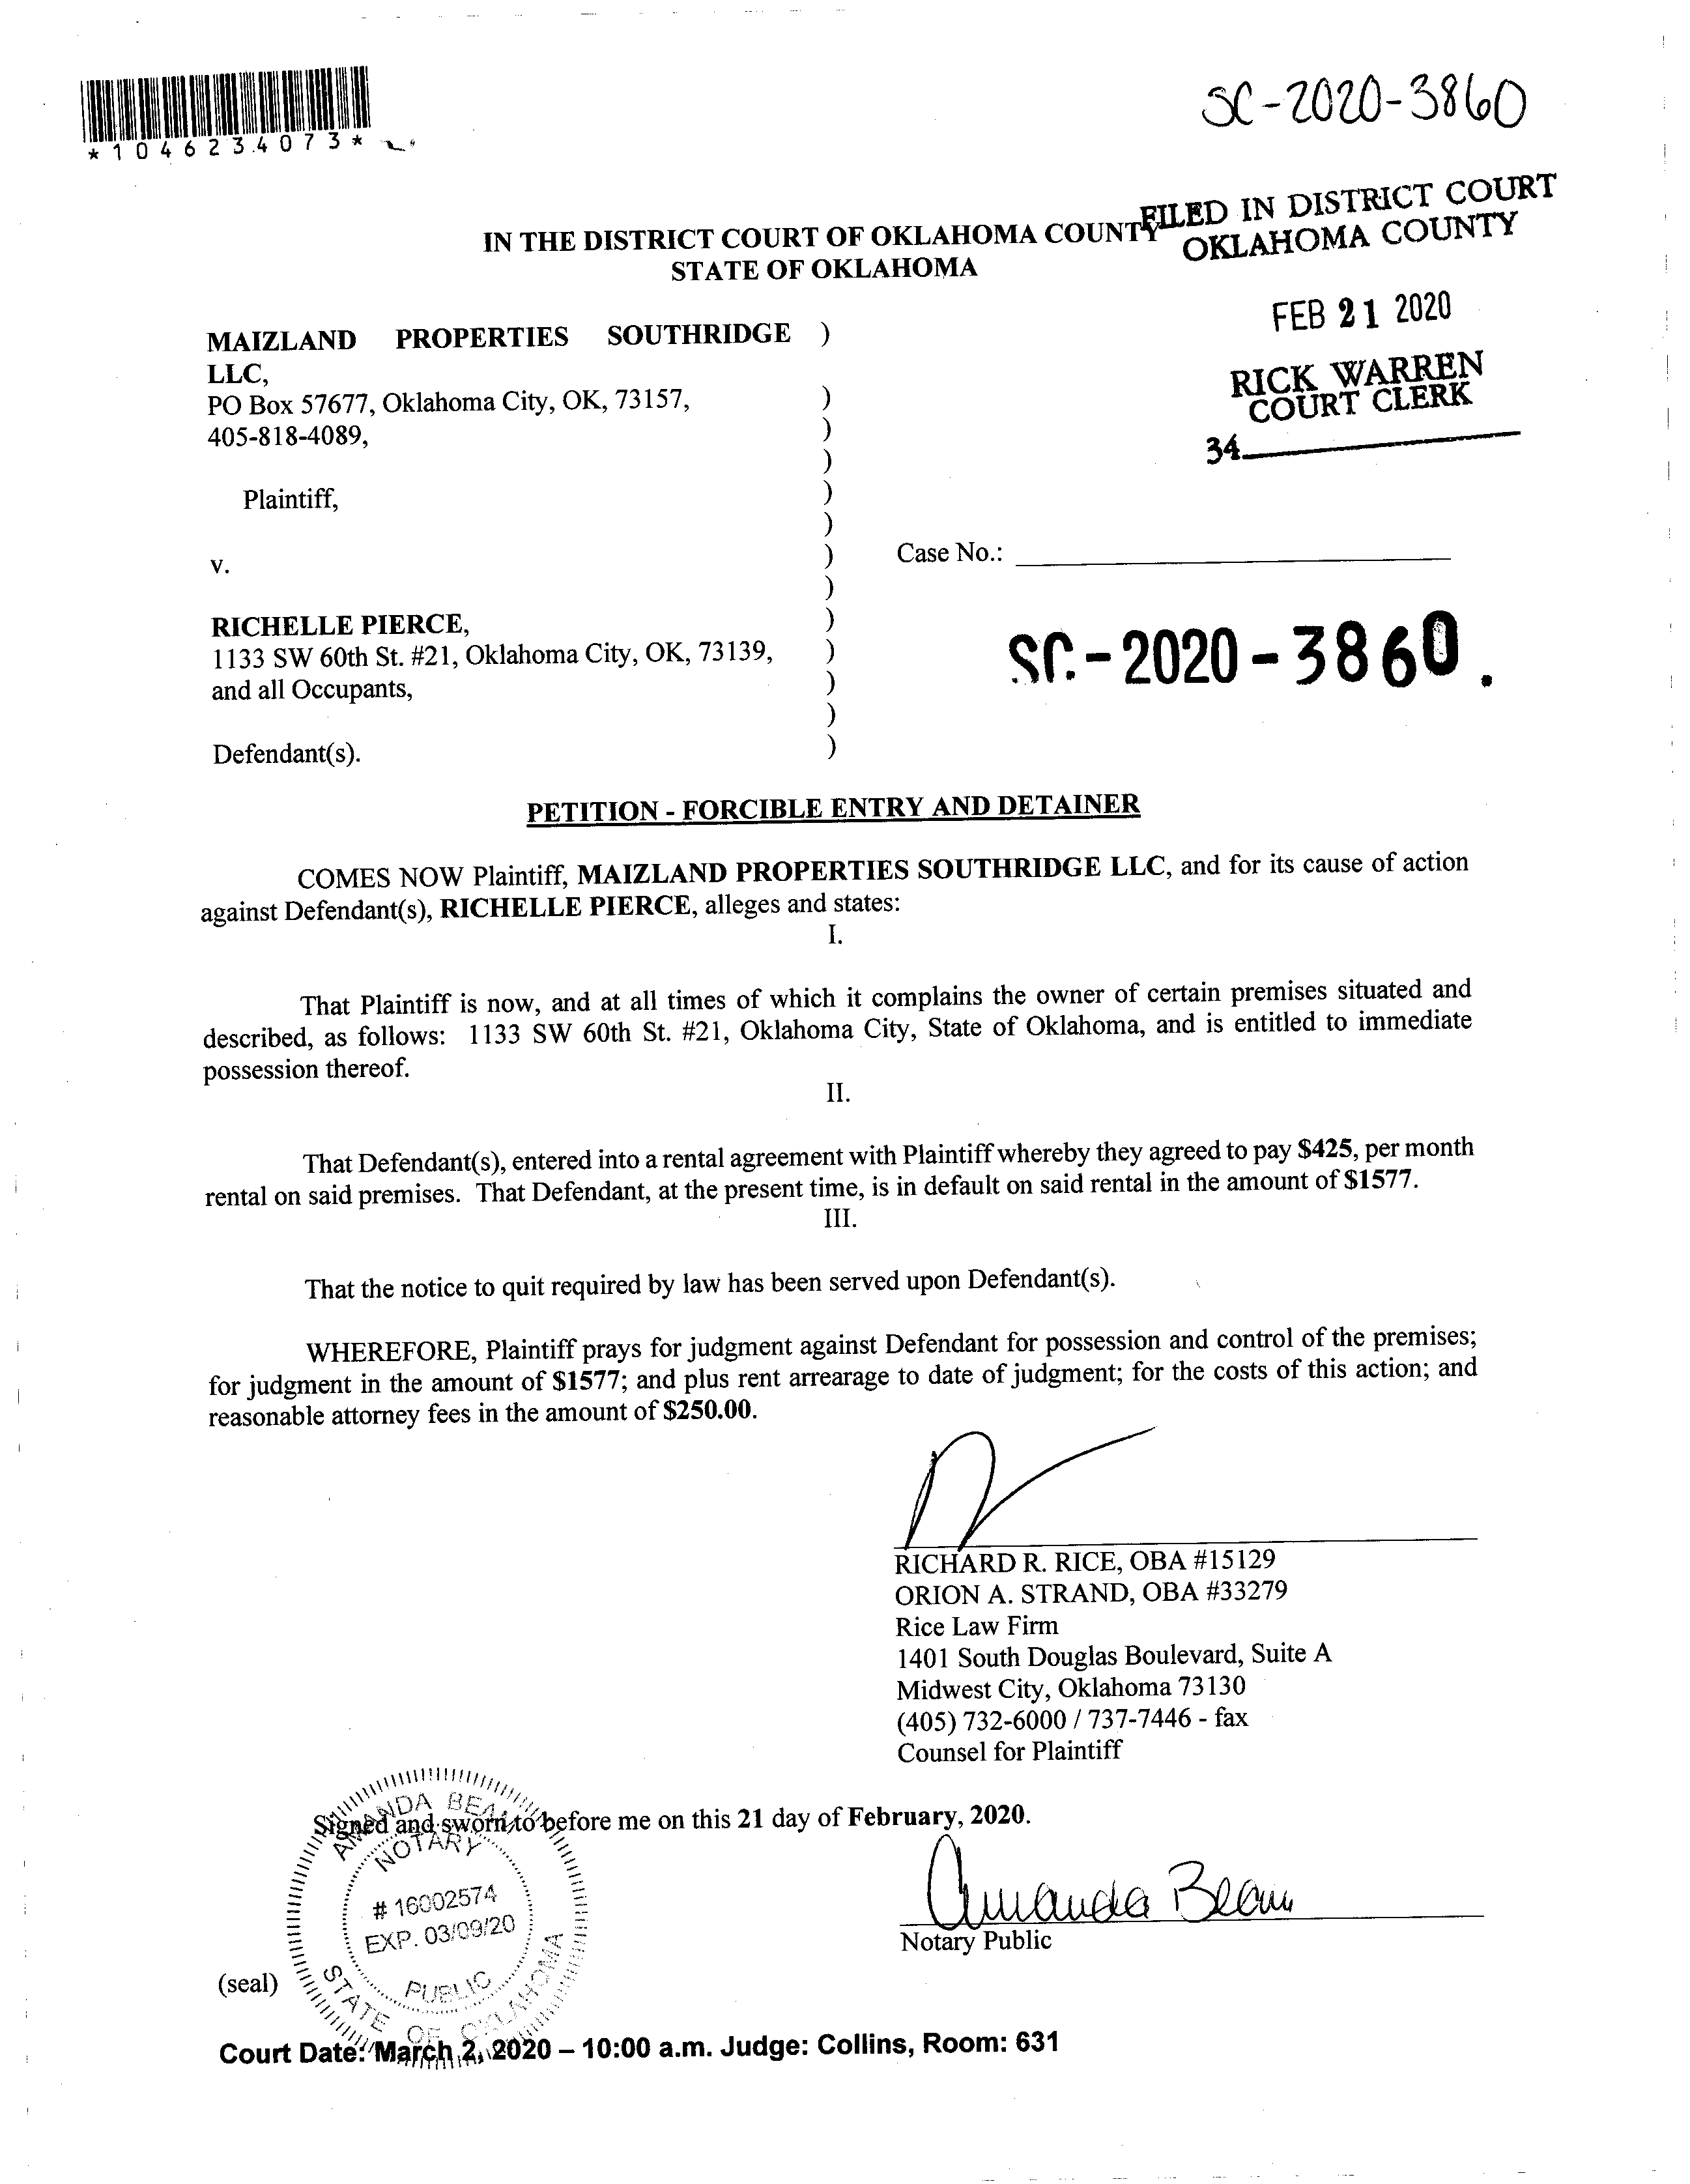 *1046234073*
SC-2020-3860
FILED IN DISTRICT COURT
OKLAHOMA COUNTY
IN THE DISTRICT COURT OF OKLAHOMA COUNTY
STATE OF OKLAHOMA
FEB 21 2020
RICK WARREN
COURT CLERK
34
MAIZLAND PROPERTIES SOUTHRIDGE )
LLC,
PO Box 57677, Oklahoma City, OK, 73157, )
405-818-4089, )
)
Plaintiff, )
)
v. ) Case No.:
)
RICHELLE PIERCE, )
1133 SW 60th St. #21, Oklahoma City, OK, 73139, )
and all Occupants, )
)
Defendant(s). )
SC-2020-3860.
PETITION - FORCIBLE ENTRY AND DETAINER
COMES NOW Plaintiff, MAIZLAND PROPERTIES SOUTHRIDGE LLC, and for its cause of action
against Defendant(s), RICHELLE PIERCE, alleges and states:
I.
That Plaintiff is now, and at all times of which it complains the owner of certain premises situated and
described, as follows: 1133 SW 60th St. #21, Oklahoma City, State of Oklahoma, and is entitled to immediate
possession thereof.
II.
That Defendant(s), entered into a rental agreement with Plaintiff whereby they agreed to pay $425, per month
rental on said premises. That Defendant, at the present time, is in default on said rental in the amount of $1577.
III.
That the notice to quit required by law has been served upon Defendant(s).
WHEREFORE, Plaintiff prays for judgment against Defendant for possession and control of the premises;
for judgment in the amount of $1577; and plus rent arrearage to date of judgment; for the costs of this action; and
reasonable attorney fees in the amount of $250.00.
RICHARD R. RICE, OBA #15129
ORION A. STRAND, OBA #33279
Rice Law Firm
1401 South Douglas Boulevard, Suite A
Midwest City, Oklahoma 73130
(405) 732-6000 / 737-7446 - fax
Counsel for Plaintiff
Signed and sworn to before me on this 21 day of February, 2020.
AMANDA BEAM
NOTARY
# 16002574
EXP. 03/09/20
PUBLIC
STATE OF OKLAHOMA
Amanda Beam
Notary Public
(seal)
Court Date: March 2, 2020 – 10:00 a.m. Judge: Collins, Room: 631